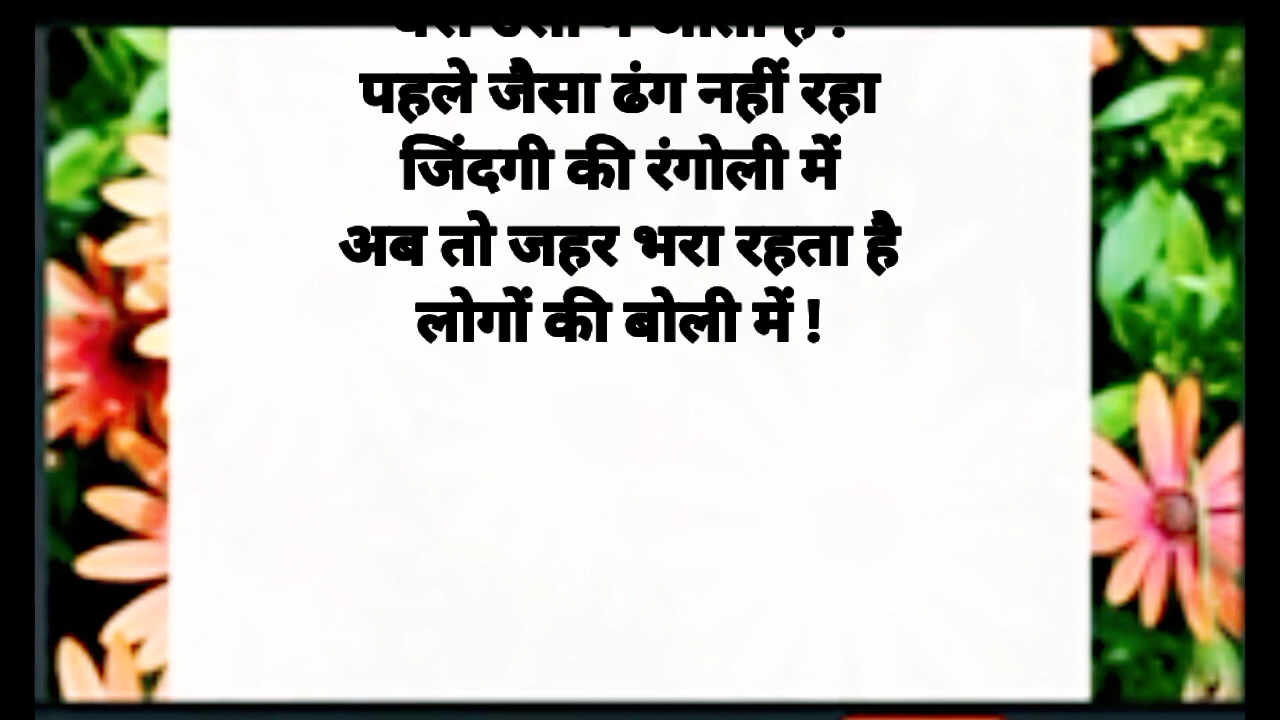 है !
पहले जैसा ढंग नहीं रहा
जिंदगी की रंगोली में
अब तो जहर भरा रहता है
लोगों की बोली में !